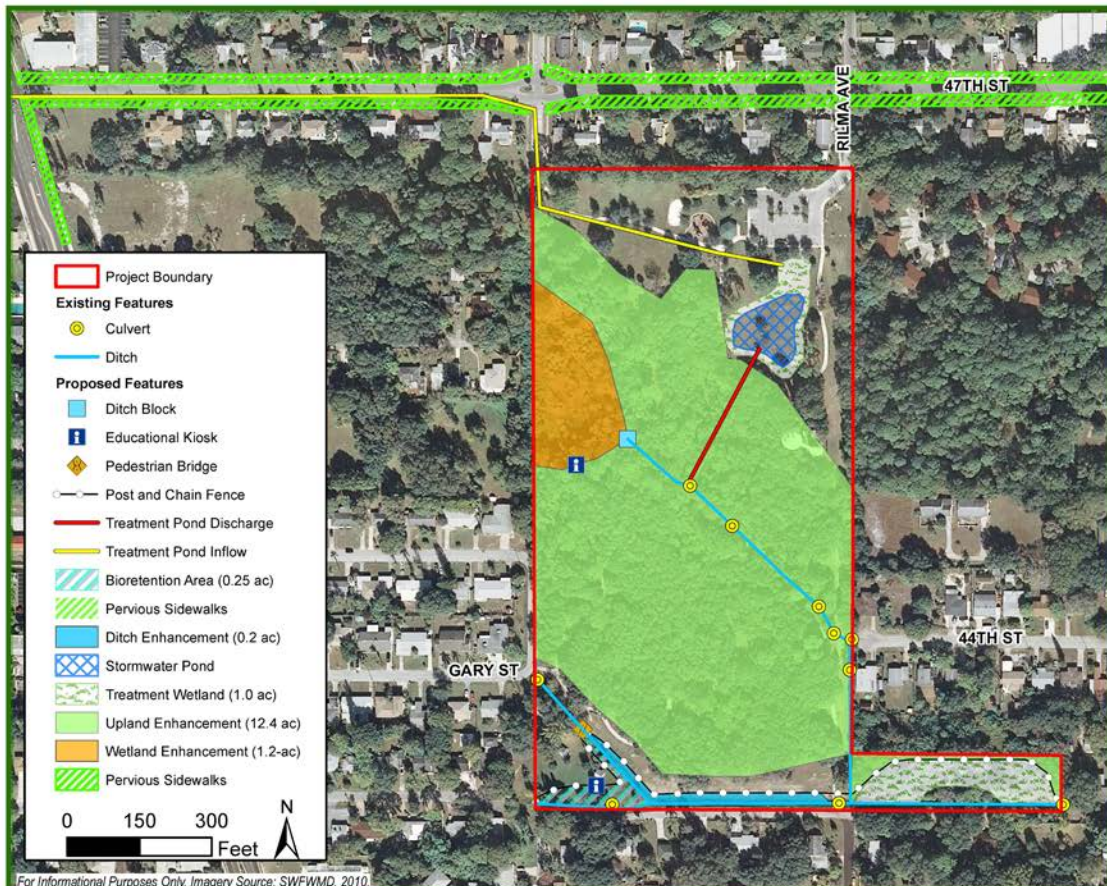 47TH ST
RILMA AVE
Project Boundary
Existing Features
Culvert
Ditch
Proposed Features
Ditch Block
Educational Kiosk
Pedestrian Bridge
Post and Chain Fence
Treatment Pond Discharge
Treatment Pond Inflow
Bioretention Area (0.25 ac)
Pervious Sidewalks
Ditch Enhancement (0.2 ac)
Stormwater Pond
Treatment Wetland (1.0 ac)
Upland Enhancement (12.4 ac)
Wetland Enhancement (1.2-ac)
Pervious Sidewalks
0 150 300
Feet
N
For Informational Purposes Only. Imagery Source: SWFWMD, 2010.
GARY ST
44TH ST